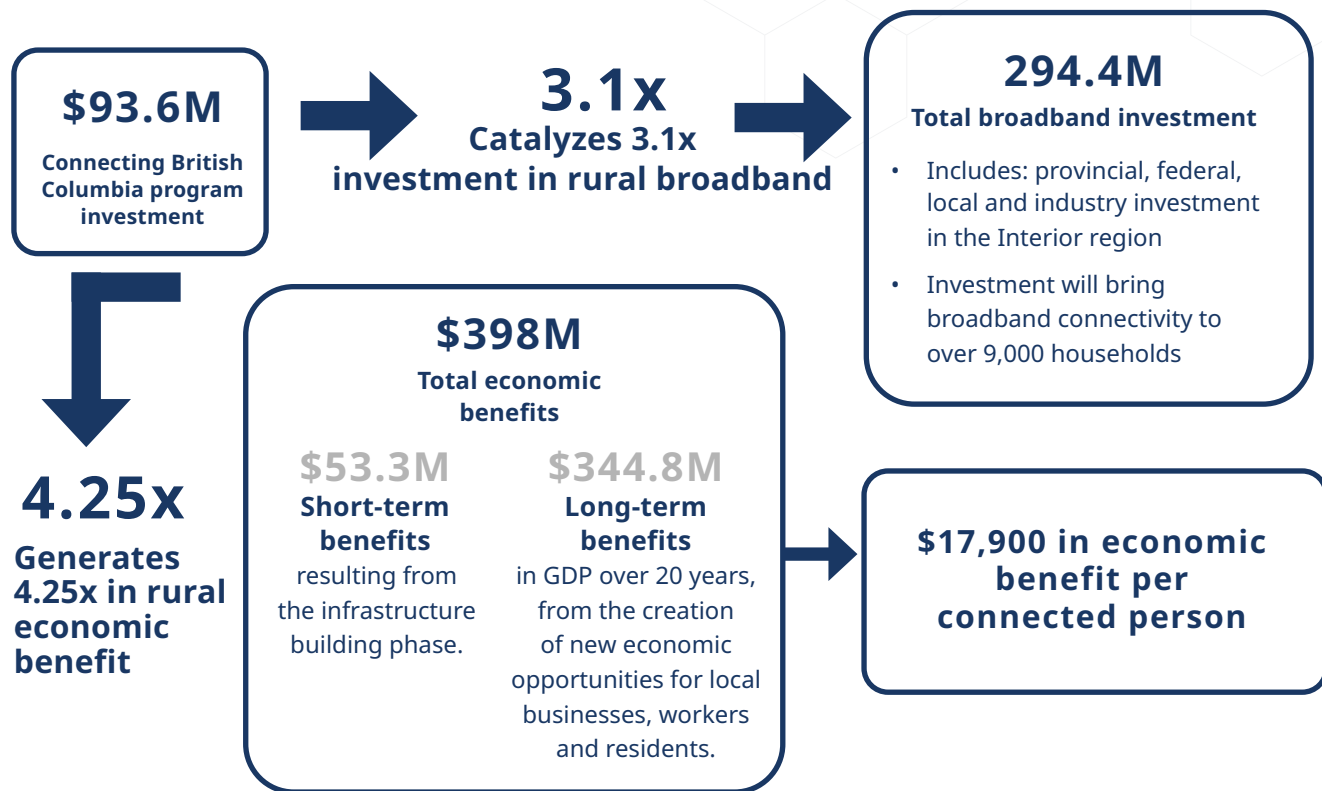 $93.6M
Connecting British
Columbia program
investment
3.1x
Catalyzes 3.1x
investment in rural broadband
294.4M
Total broadband investment
• Includes: provincial, federal,
local and industry investment
in the Interior region
• Investment will bring
broadband connectivity to
over 9,000 households
4.25x
Generates
4.25x in rural
economic
benefit
$398M
Total economic
benefits
$53.3M
Short-term
benefits
resulting from
the infrastructure
building phase.
$344.8M
Long-term
benefits
in GDP over 20 years,
from the creation
of new economic
opportunities for local
businesses, workers
and residents.
$17,900 in economic
benefit per
connected person